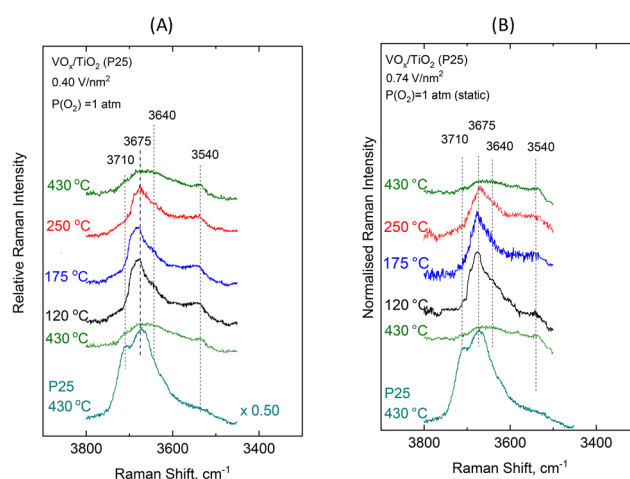 (A)
VOₓ/TiO₂ (P25)
0.40 V/nm²
P(O₂) =1 atm
3640
3675
3710
3540
430 °C
250 °C
175 °C
120 °C
430 °C
P25
430 °C
x 0.50
Relative Raman Intensity
3800
3600
3400
Raman Shift, cm⁻¹
(B)
VOₓ/TiO₂ (P25)
0.74 V/nm²
P(O₂)=1 atm (static)
3675
3710
3640
3540
430 °C
250 °C
175 °C
120 °C
430 °C
P25
430 °C
Normalised Raman Intensity
3800
3600
3400
Raman Shift, cm⁻¹